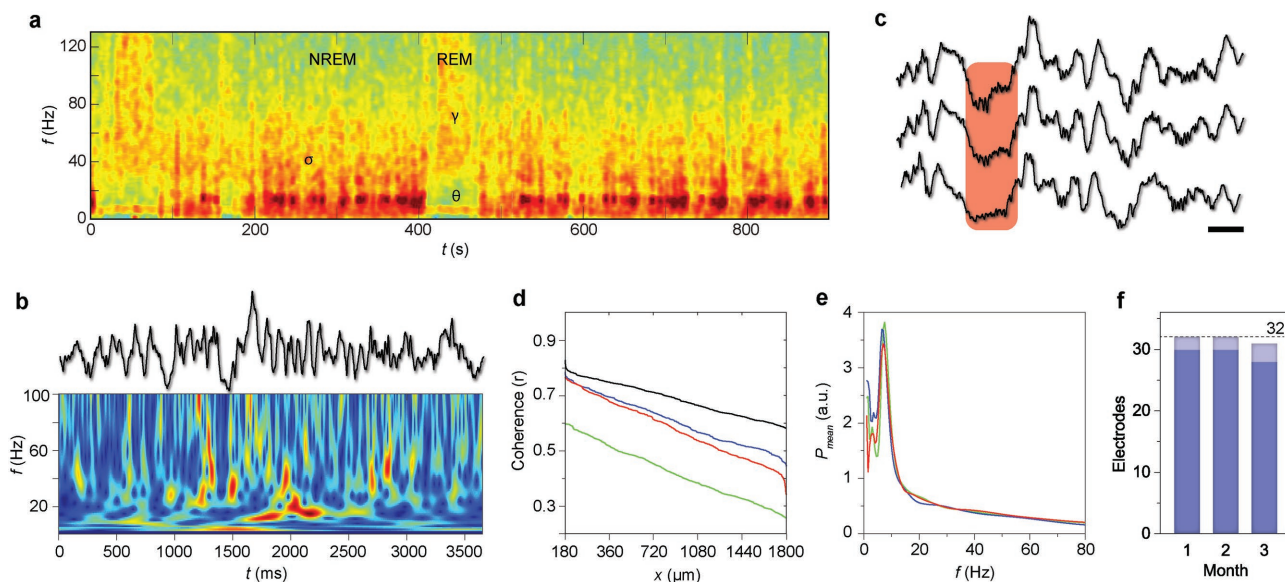 a
120
80
40
0
f (Hz)
NREM
REM
γ
σ
θ
0
200
400
600
800
t (s)
b
100
60
20
f (Hz)
0
1000
1500
2000
2500
3000
3500
t (ms)
c
d
0.9
0.7
0.5
0.3
Coherence (r)
180
360
720
1080
1440
1800
x (µm)
e
4
3
2
1
0
P mean (a.u.)
0
20
40
60
80
f (Hz)
f
32
30
20
10
0
Electrodes
1
2
3
Month